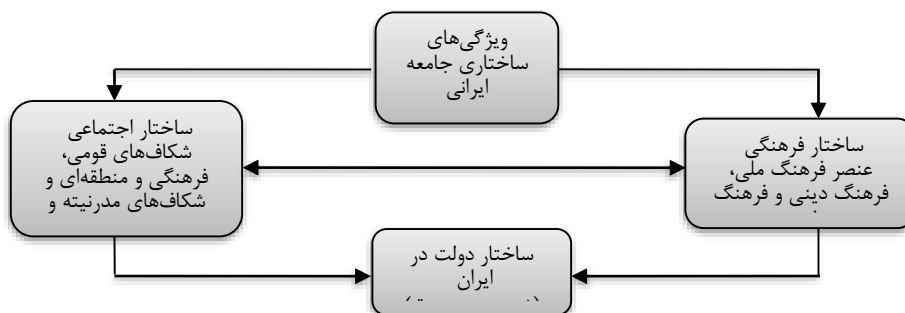 ویژگی‌های
ساختاری جامعه
ایرانی
ساختار فرهنگی
عنصر فرهنگ ملی،
فرهنگ دینی و فرهنگ
ساختار اجتماعی
شکاف‌های قومی،
فرهنگی و منطقه‌ای و
شکاف‌های مدرنیته و
ساختار دولت در
ایران